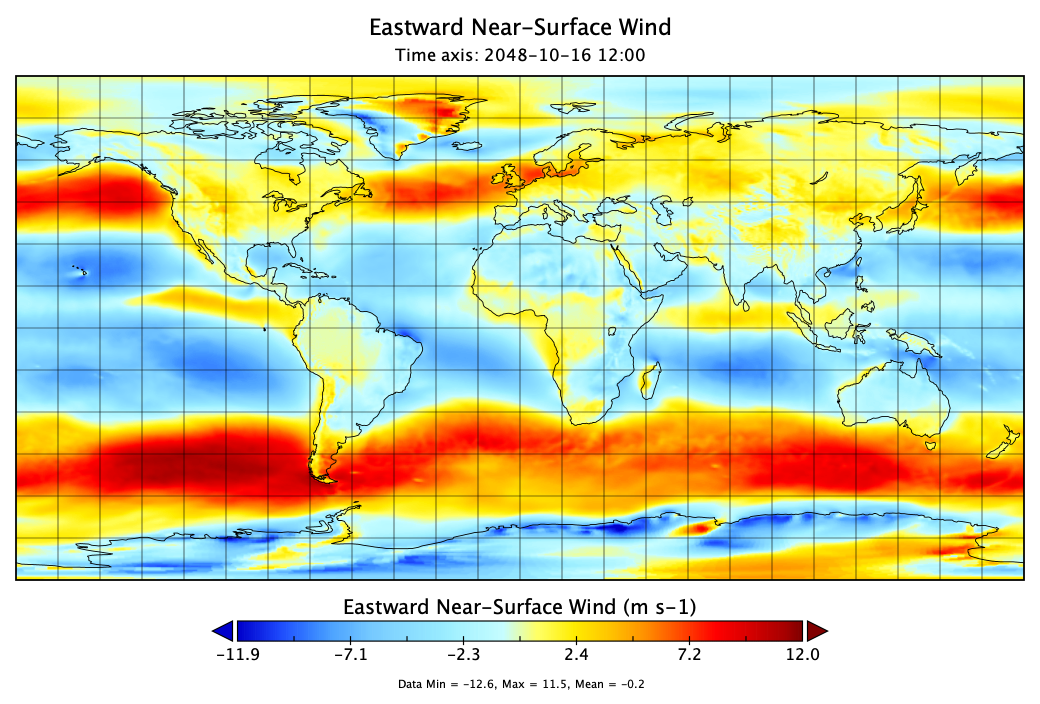 Eastward Near-Surface Wind
Time axis: 2048-10-16 12:00
Eastward Near-Surface Wind (m s-1)
-11.9 -7.1 -2.3 2.4 7.2 12.0
Data Min = -12.6, Max = 11.5, Mean = -0.2